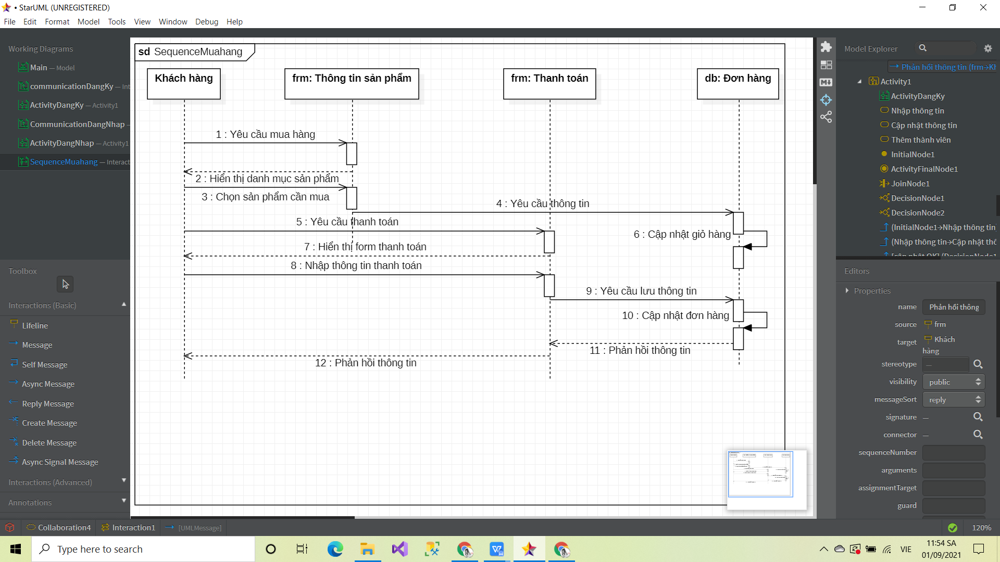 • StarUML (UNREGISTERED)
File Edit Format Model Tools View Window Debug Help
Working Diagrams
Main — Model
communicationDangKy — Int
ActivityDangKy — Activity1
CommunicationDangNhap —
ActivityDangNhap — Activity1
SequenceMuahang — Interact
Toolbox
Interactions (Basic)
Lifeline
Message
Self Message
Async Message
Reply Message
Create Message
Delete Message
Async Signal Message
Interactions (Advanced)
Annotations
sd SequenceMuahang
Khách hàng
frm: Thông tin sản phẩm
frm: Thanh toán
db: Đơn hàng
1 : Yêu cầu mua hàng
2 : Hiển thị danh mục sản phẩm
3 : Chọn sản phẩm cần mua
4 : Yêu cầu thông tin
5 : Yêu cầu thanh toán
6 : Cập nhật giỏ hàng
7 : Hiển thị form thanh toán
8 : Nhập thông tin thanh toán
9 : Yêu cầu lưu thông tin
10 : Cập nhật đơn hàng
11 : Phản hồi thông tin
12 : Phản hồi thông tin
Model Explorer
Phản hồi thông tin (frm→Kh
Activity1
ActivityDangKy
Nhập thông tin
Cập nhật thông tin
Thêm thành viên
InitialNode1
ActivityFinalNode1
JoinNode1
DecisionNode1
DecisionNode2
(InitialNode1→Nhập thông tin
(Nhập thông tin→Cập nhật thô
[cập nhật OK] (DecisionNode1
Editors
Properties
name Phản hồi thông
source frm
target Khách
hàng
stereotype —
visibility public
messageSort reply
signature —
connector —
sequenceNumber
arguments
assignmentTarget
guard
Collaboration4 Interaction1 [UMLMessage]
120%
Type here to search
VIE
11:54 SA
01/09/2021